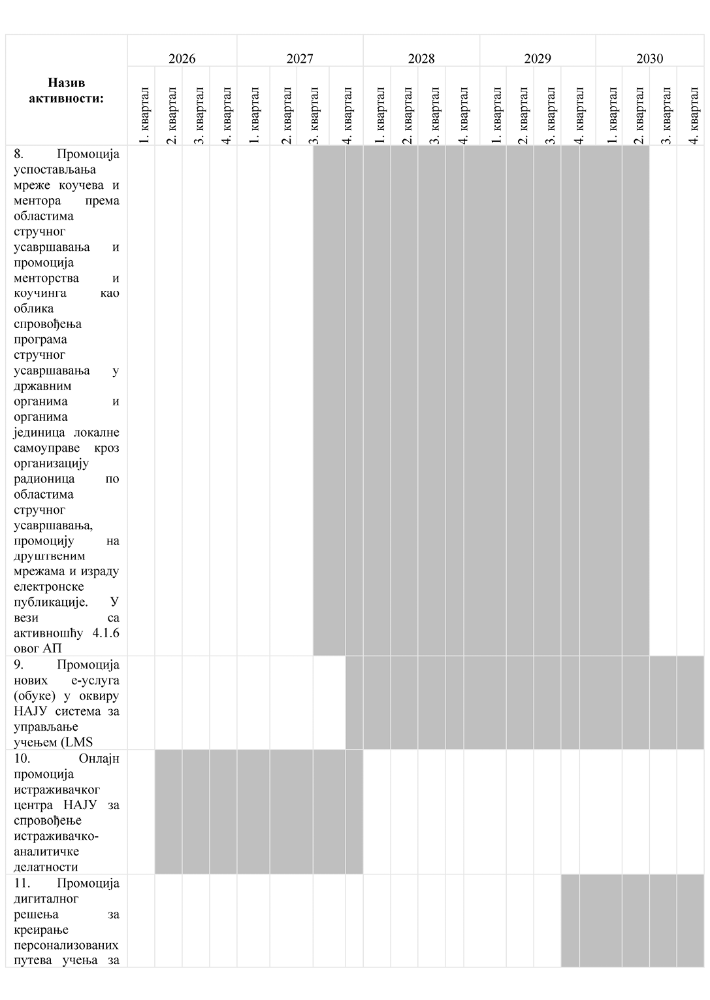 Назив
активности:
2026
2027
2028
2029
2030
1. квартал
2. квартал
3. квартал
4. квартал
1. квартал
2. квартал
3. квартал
4. квартал
1. квартал
2. квартал
3. квартал
4. квартал
1. квартал
2. квартал
3. квартал
4. квартал
1. квартал
2. квартал
3. квартал
4. квартал
8. Промоција
успостављања
мреже коучева и
ментора према
областима
стручног
усавршавања и
промоција
менторства и
коучинга као
облика
спровођења
програма
стручног
усавршавања у
државним
органима и
органима
јединица локалне
самоуправе кроз
организацију
радионица по
областима
стручног
усавршавања,
промоцију на
друштвеним
мрежама и израду
електронске
публикације. У
вези са
активношћу 4.1.6
овог АП
9. Промоција
нових е-услуга
(обуке) у оквиру
НАЈУ система за
управљање
учењем (LMS
10. Онлајн
промоција
истраживачког
центра НАЈУ за
спровођење
истраживачко-
аналитичке
делатности
11. Промоција
дигиталног
решења за
креирање
персонализованих
путева учења за